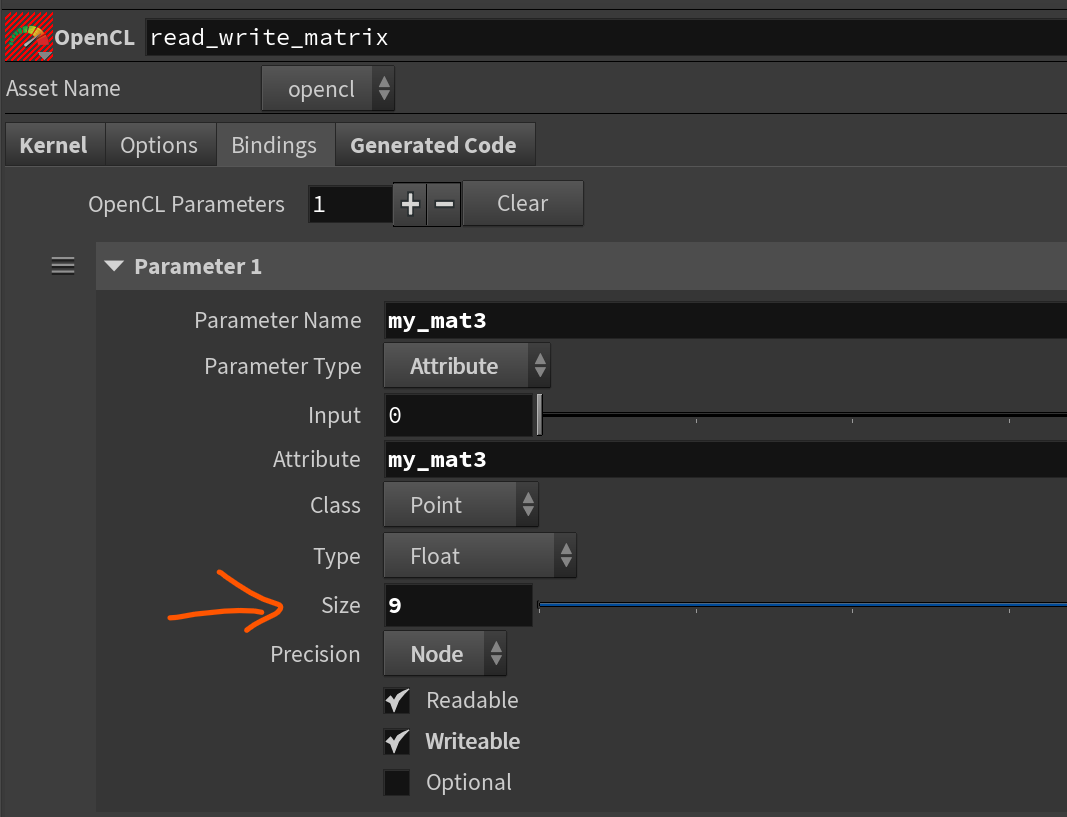 OpenCL read_write_matrix
Asset Name opencl
Kernel Options Bindings Generated Code
OpenCL Parameters 1 Clear
Parameter 1
Parameter Name my_mat3
Parameter Type Attribute
Input 0
Attribute my_mat3
Class Point
Type Float
Size 9
Precision Node
Readable
Writeable
Optional